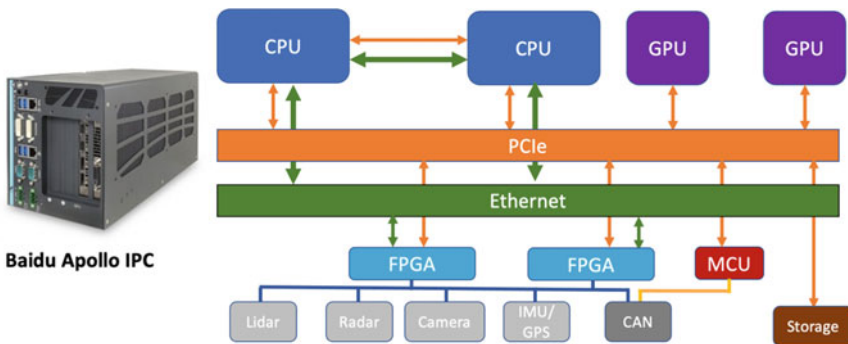 CPU
CPU
GPU
GPU
PCIe
Ethernet
Baidu Apollo IPC
FPGA
FPGA
MCU
Lidar
Radar
Camera
IMU/
GPS
CAN
Storage